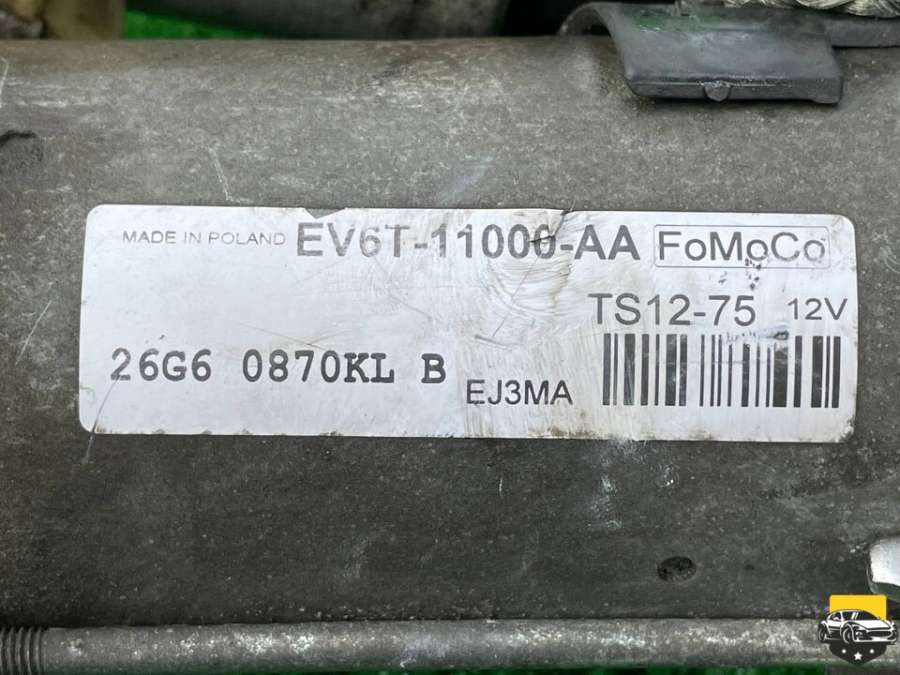 MADE IN POLAND EV6T-11000-AA FoMoCo
TS12-75 12V
26G6 0870KL B EJ3MA